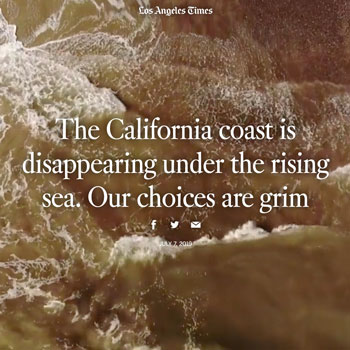 Los Angeles Times
The California coast is
disappearing under the rising
sea. Our choices are grim
JULY 7, 2019